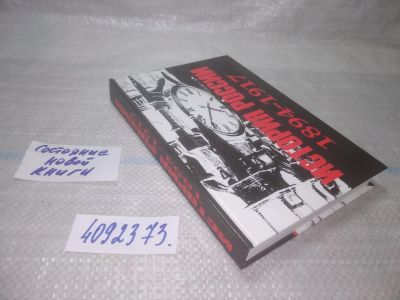 ИСТОРИЯ РОССИИ
1894-1917
Состояние
новой
книги
4092373.